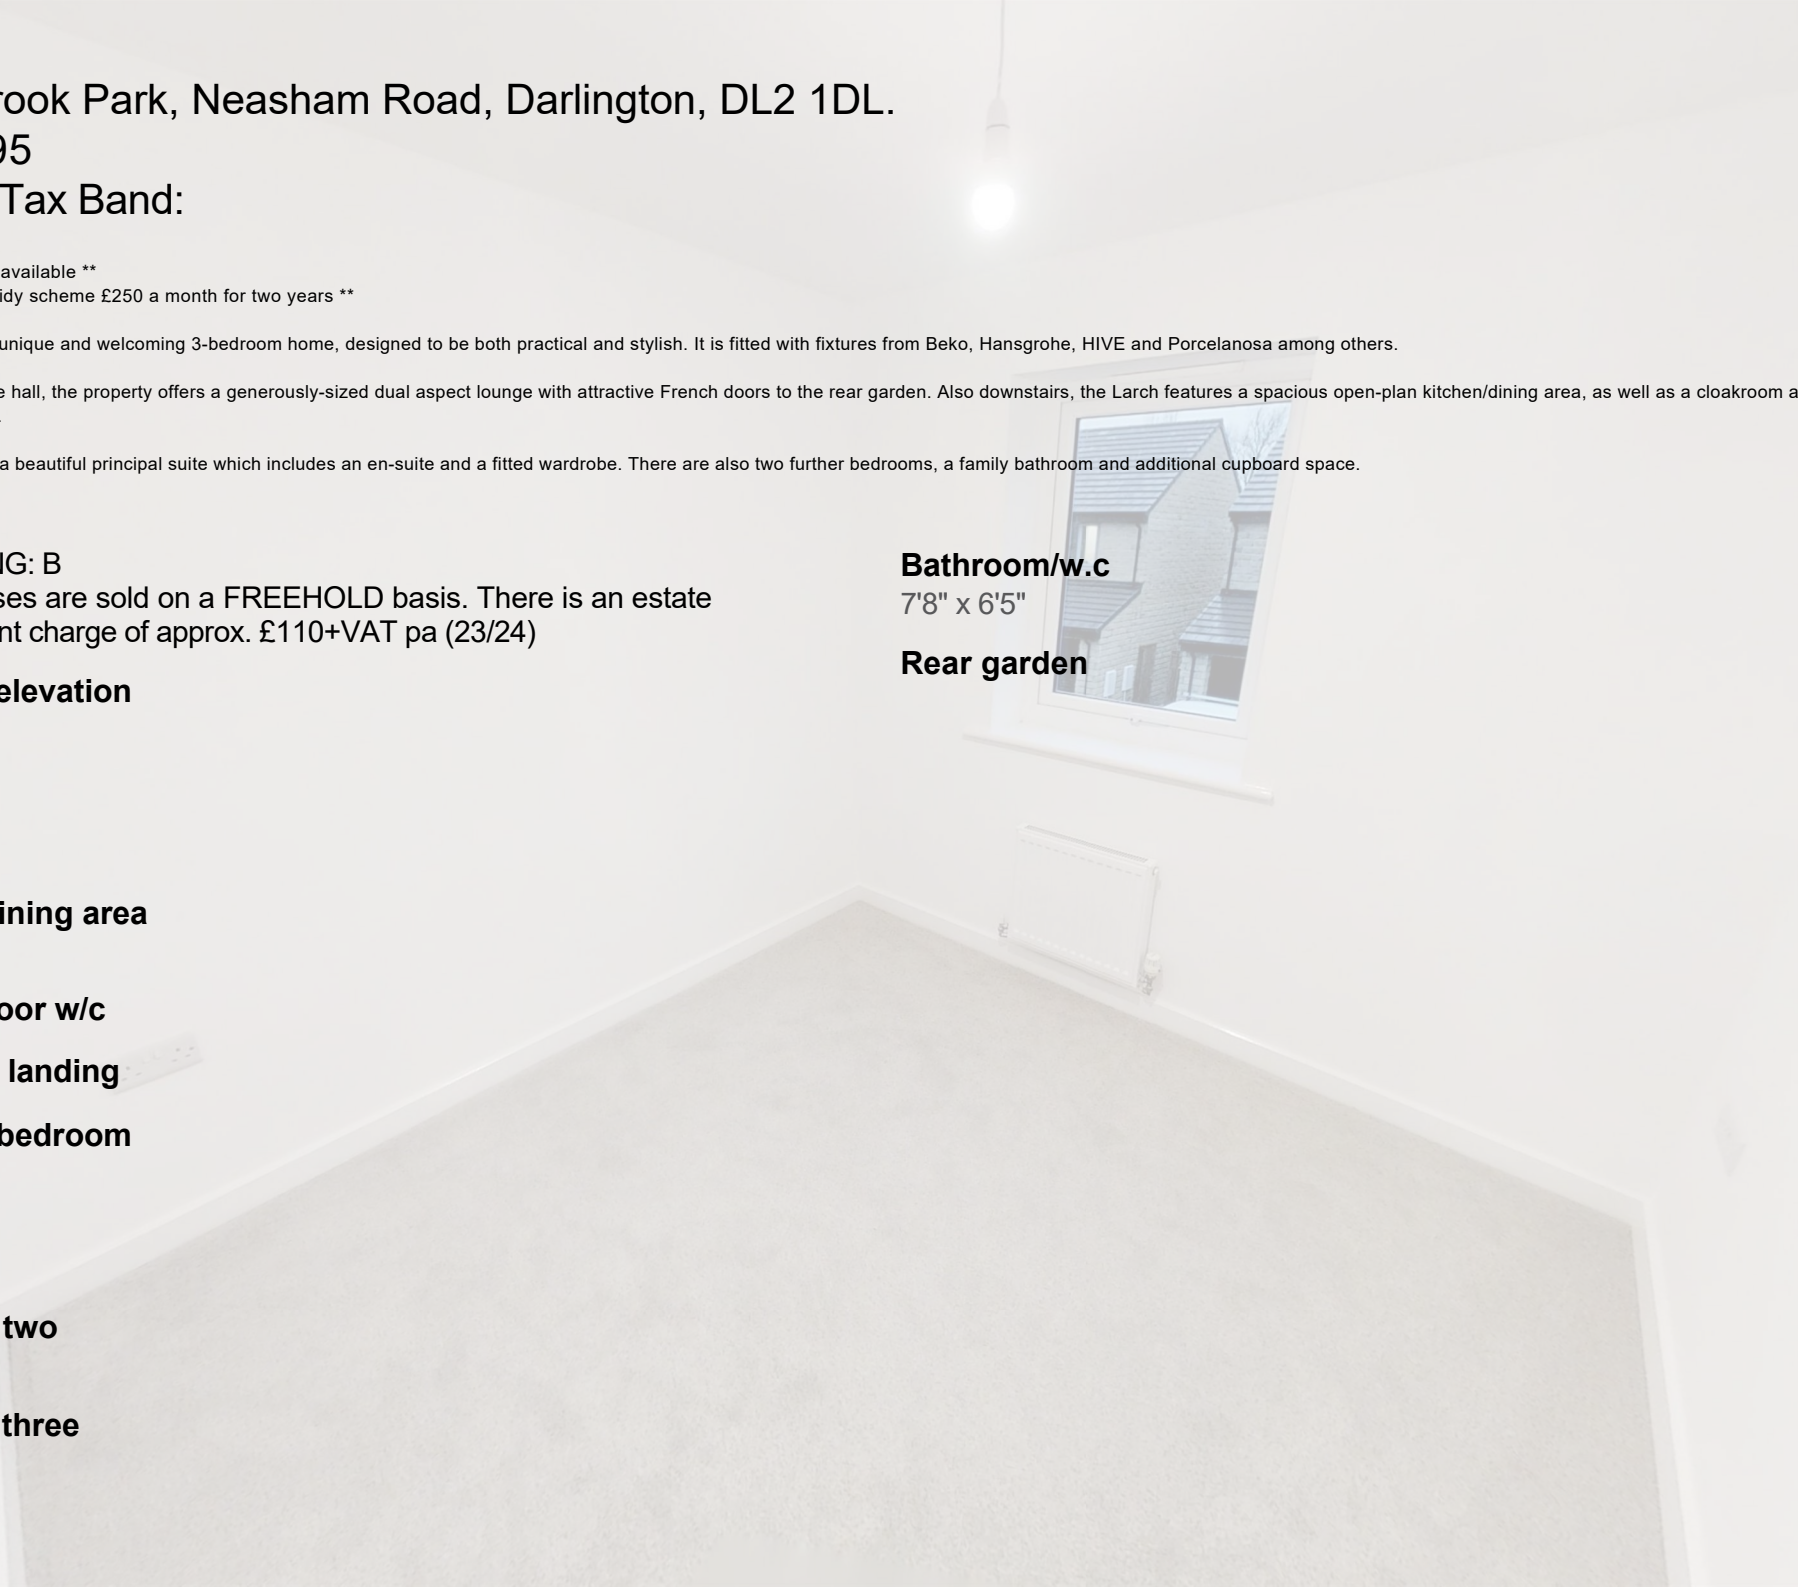 rook Park, Neasham Road, Darlington, DL2 1DL.
95
Tax Band:
available **
idy scheme £250 a month for two years **
unique and welcoming 3-bedroom home, designed to be both practical and stylish. It is fitted with fixtures from Beko, Hansgrohe, HIVE and Porcelanosa among others.
e hall, the property offers a generously-sized dual aspect lounge with attractive French doors to the rear garden. Also downstairs, the Larch features a spacious open-plan kitchen/dining area, as well as a cloakroom a
.
a beautiful principal suite which includes an en-suite and a fitted wardrobe. There are also two further bedrooms, a family bathroom and additional cupboard space.
NG: B
ses are sold on a FREEHOLD basis. There is an estate
nt charge of approx. £110+VAT pa (23/24)
elevation
ining area
oor w/c
landing
bedroom
two
three
Bathroom/w.c
7'8" x 6'5"
Rear garden